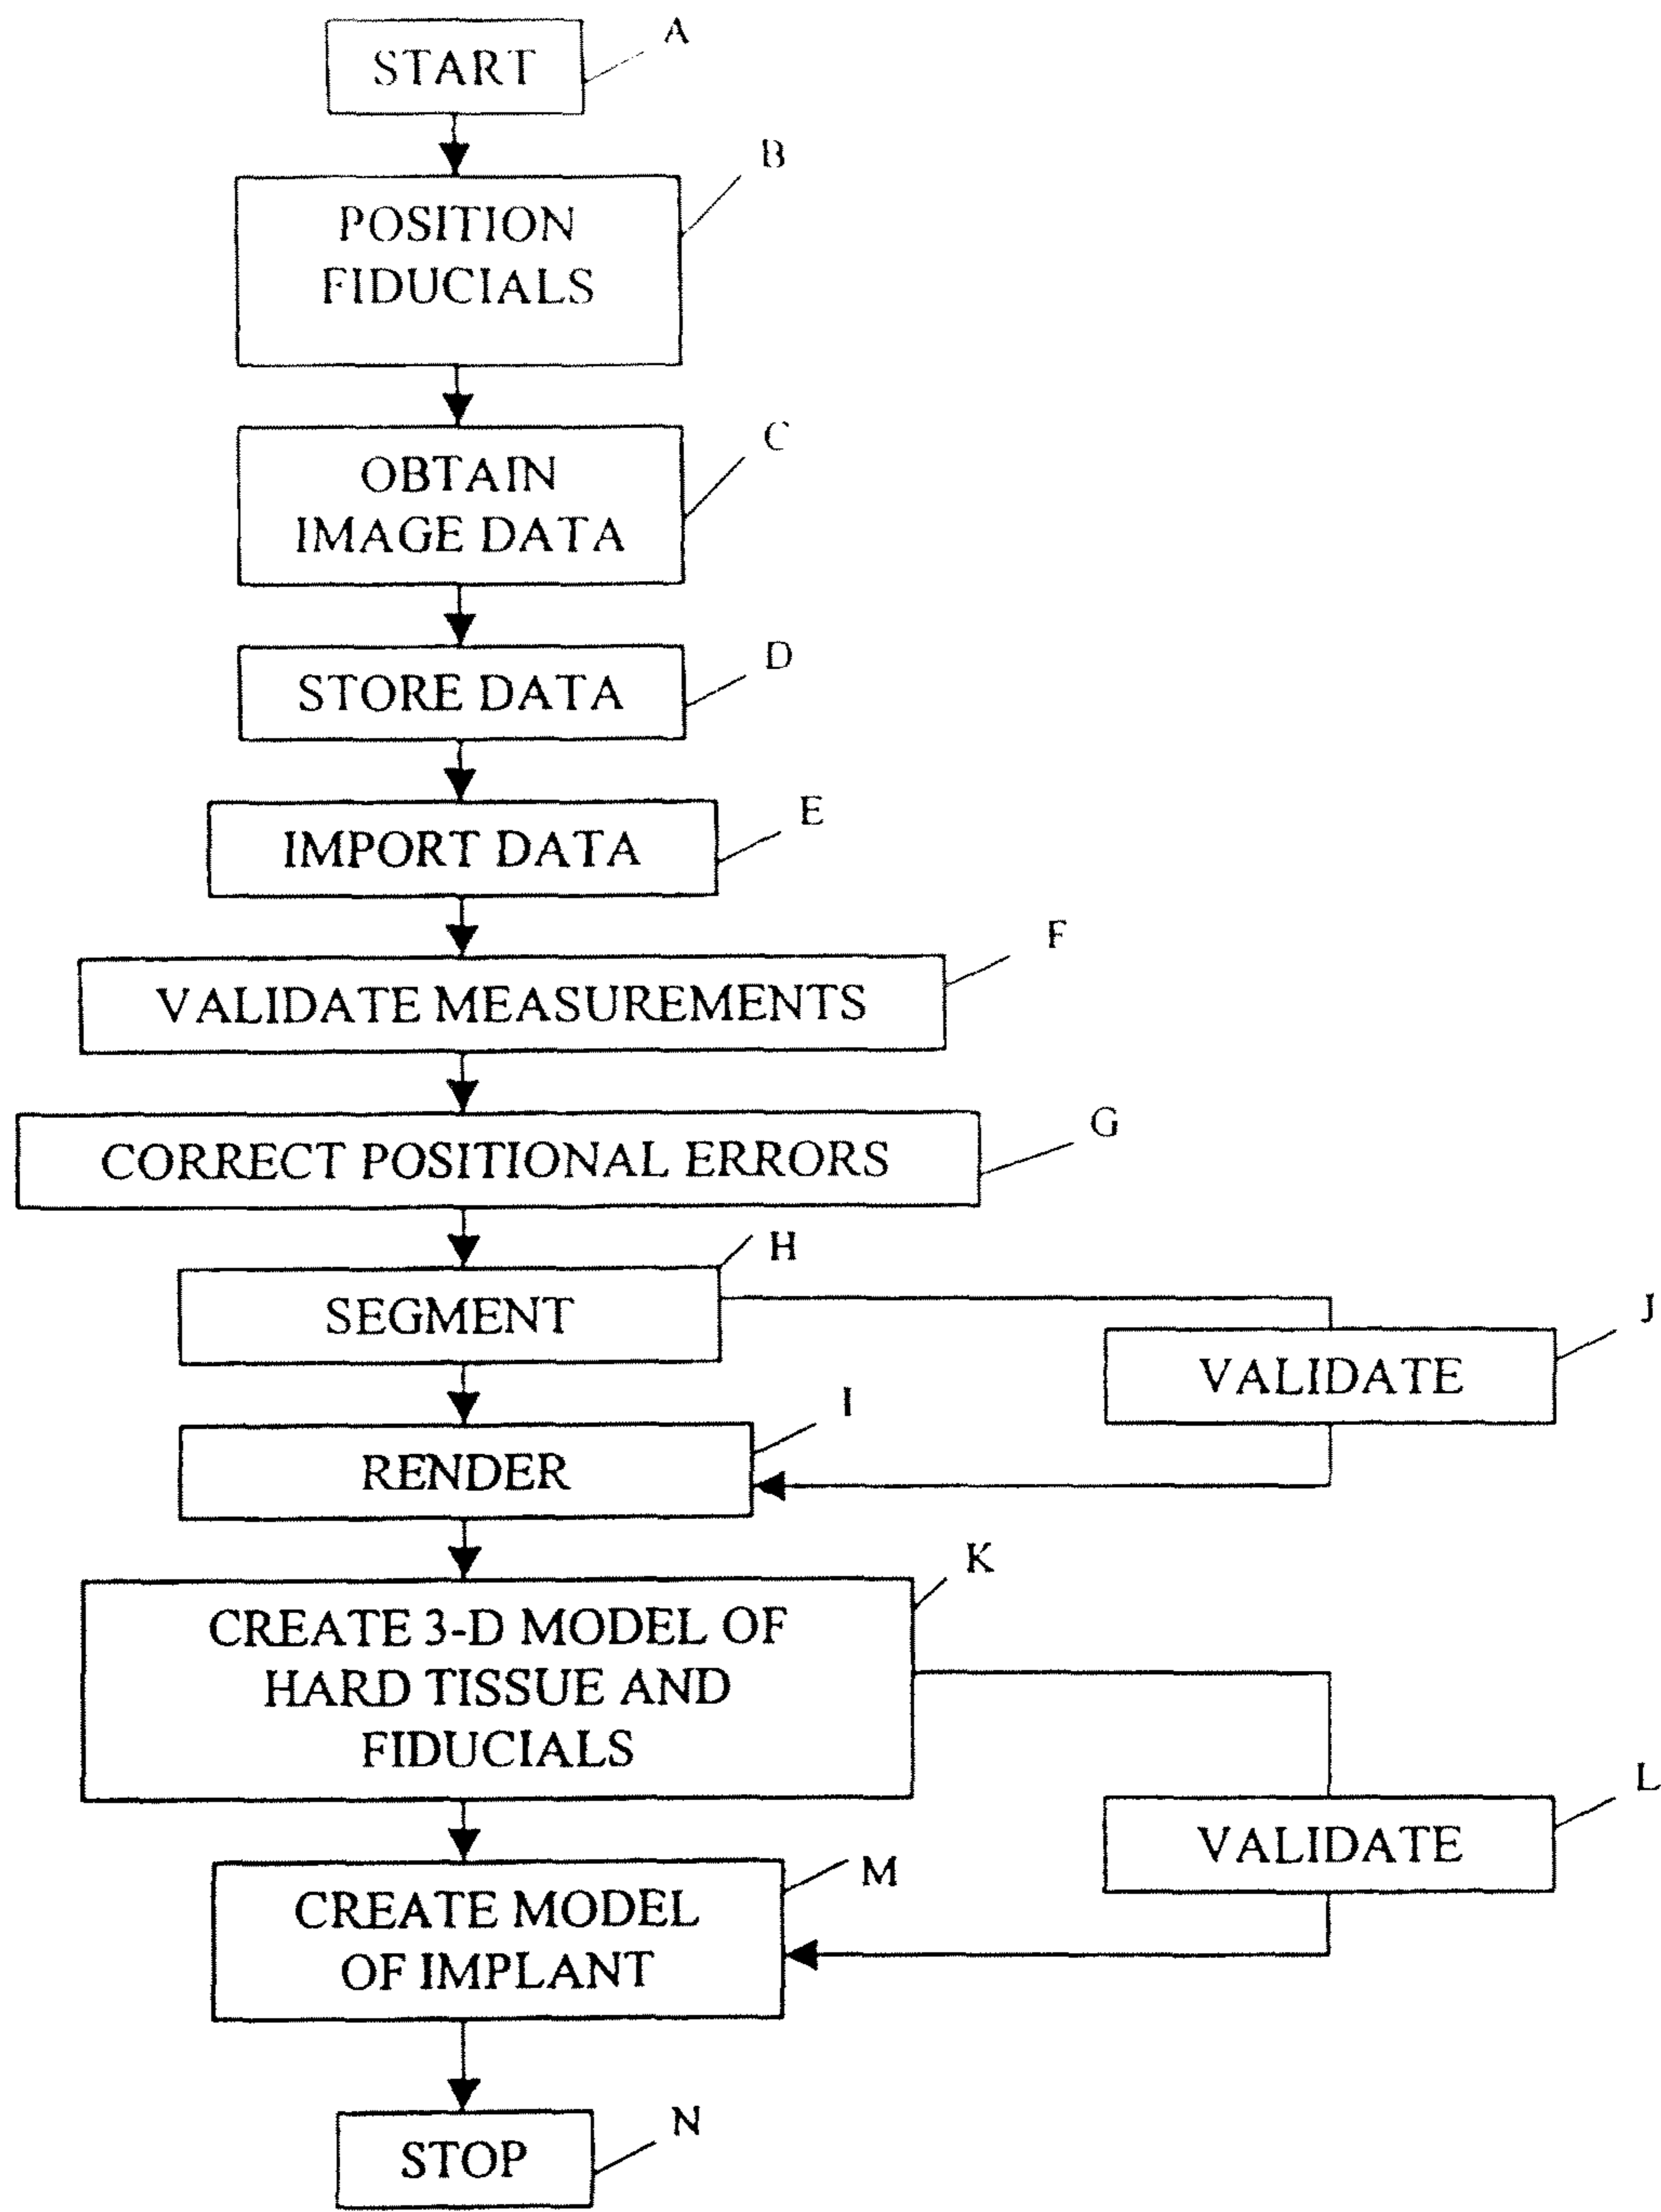 A
START
B
POSITION
FIDUCIALS
C
OBTAIN
IMAGE DATA
D
STORE DATA
E
IMPORT DATA
F
VALIDATE MEASUREMENTS
G
CORRECT POSITIONAL ERRORS
H
SEGMENT
J
VALIDATE
I
RENDER
K
CREATE 3-D MODEL OF
HARD TISSUE AND
FIDUCIALS
L
VALIDATE
M
CREATE MODEL
OF IMPLANT
N
STOP